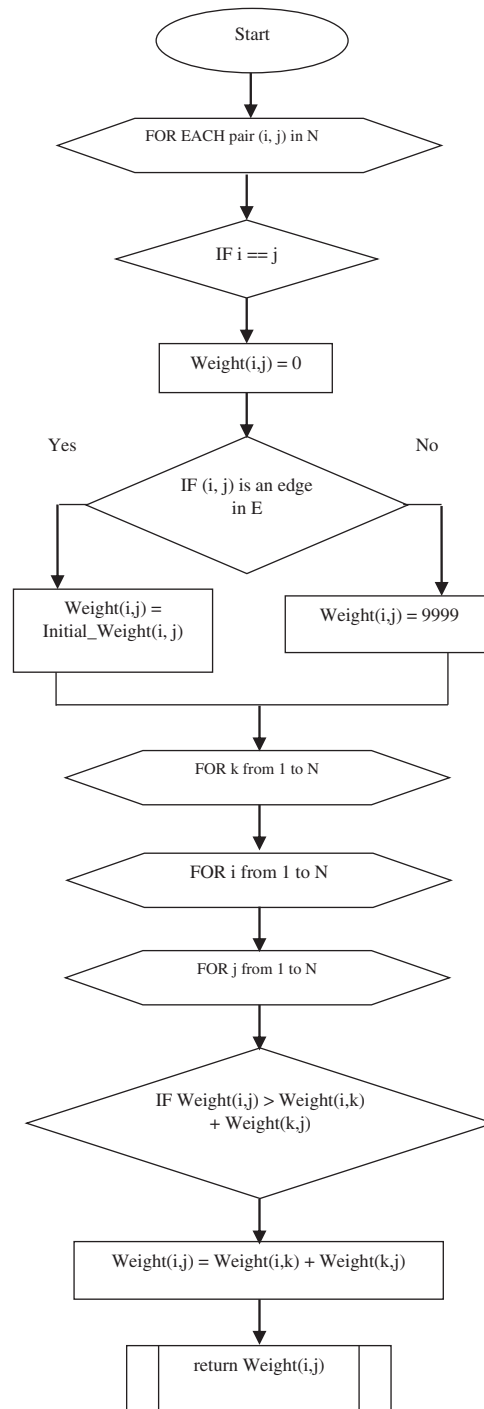 Start
FOR EACH pair (i, j) in N
IF i == j
Weight(i,j) = 0
Yes
No
IF (i, j) is an edge
in E
Weight(i,j) =
Initial_Weight(i, j)
Weight(i,j) = 9999
FOR k from 1 to N
FOR i from 1 to N
FOR j from 1 to N
IF Weight(i,j) > Weight(i,k)
+ Weight(k,j)
Weight(i,j) = Weight(i,k) + Weight(k,j)
return Weight(i,j)